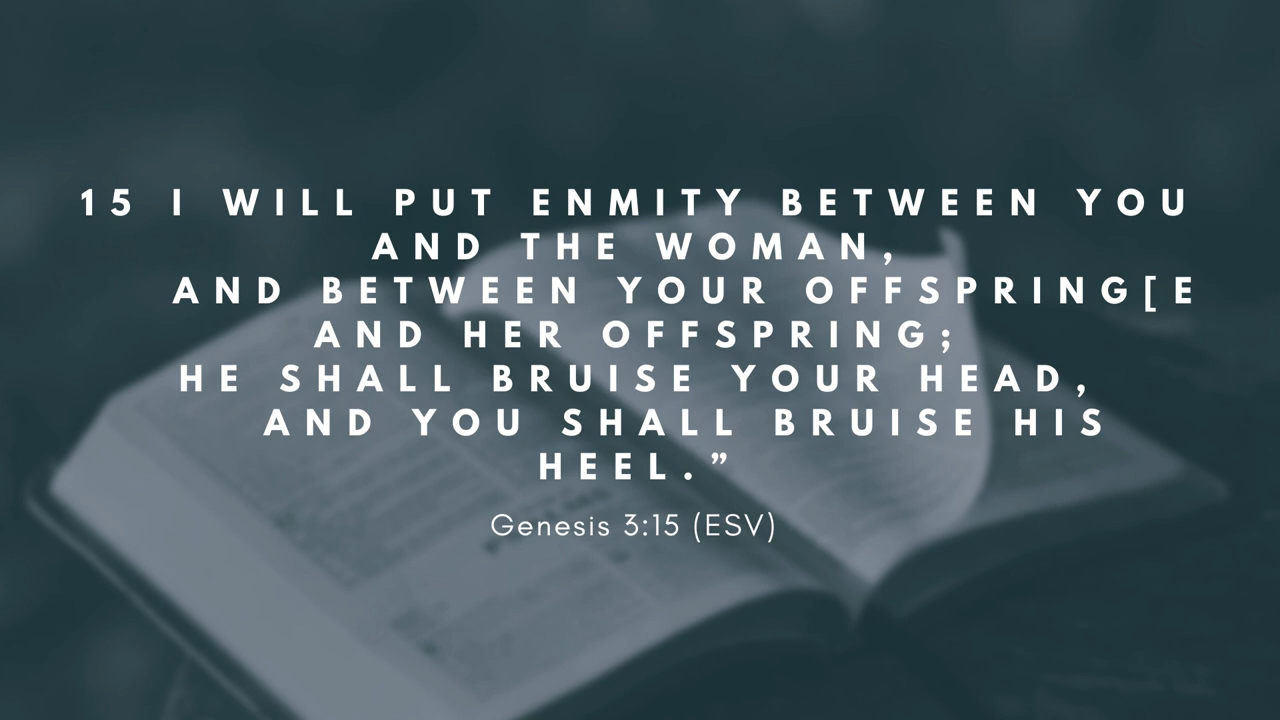 15 I WILL PUT ENMITY BETWEEN YOU
AND THE WOMAN,
AND BETWEEN YOUR OFFSPRING[E
AND HER OFFSPRING;
HE SHALL BRUISE YOUR HEAD,
AND YOU SHALL BRUISE HIS
HEEL.”
Genesis 3:15 (ESV)